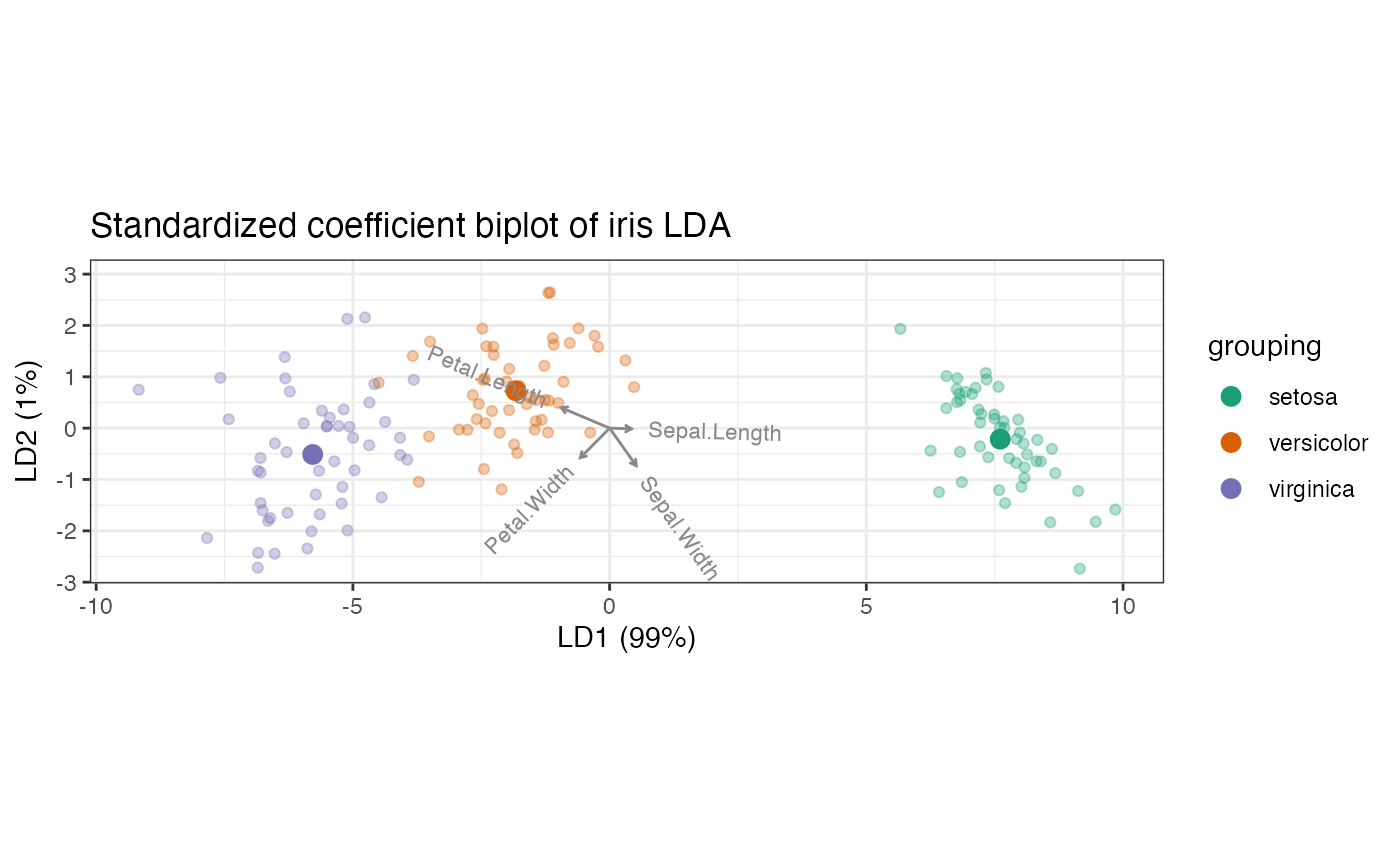 Standardized coefficient biplot of iris LDA
3
2
1
0
-1
-2
-3
LD2 (1%)
Petal.Length
Sepal.Length
Petal.Width
Sepal.Width
-10
-5
0
5
10
LD1 (99%)
grouping
setosa
versicolor
virginica